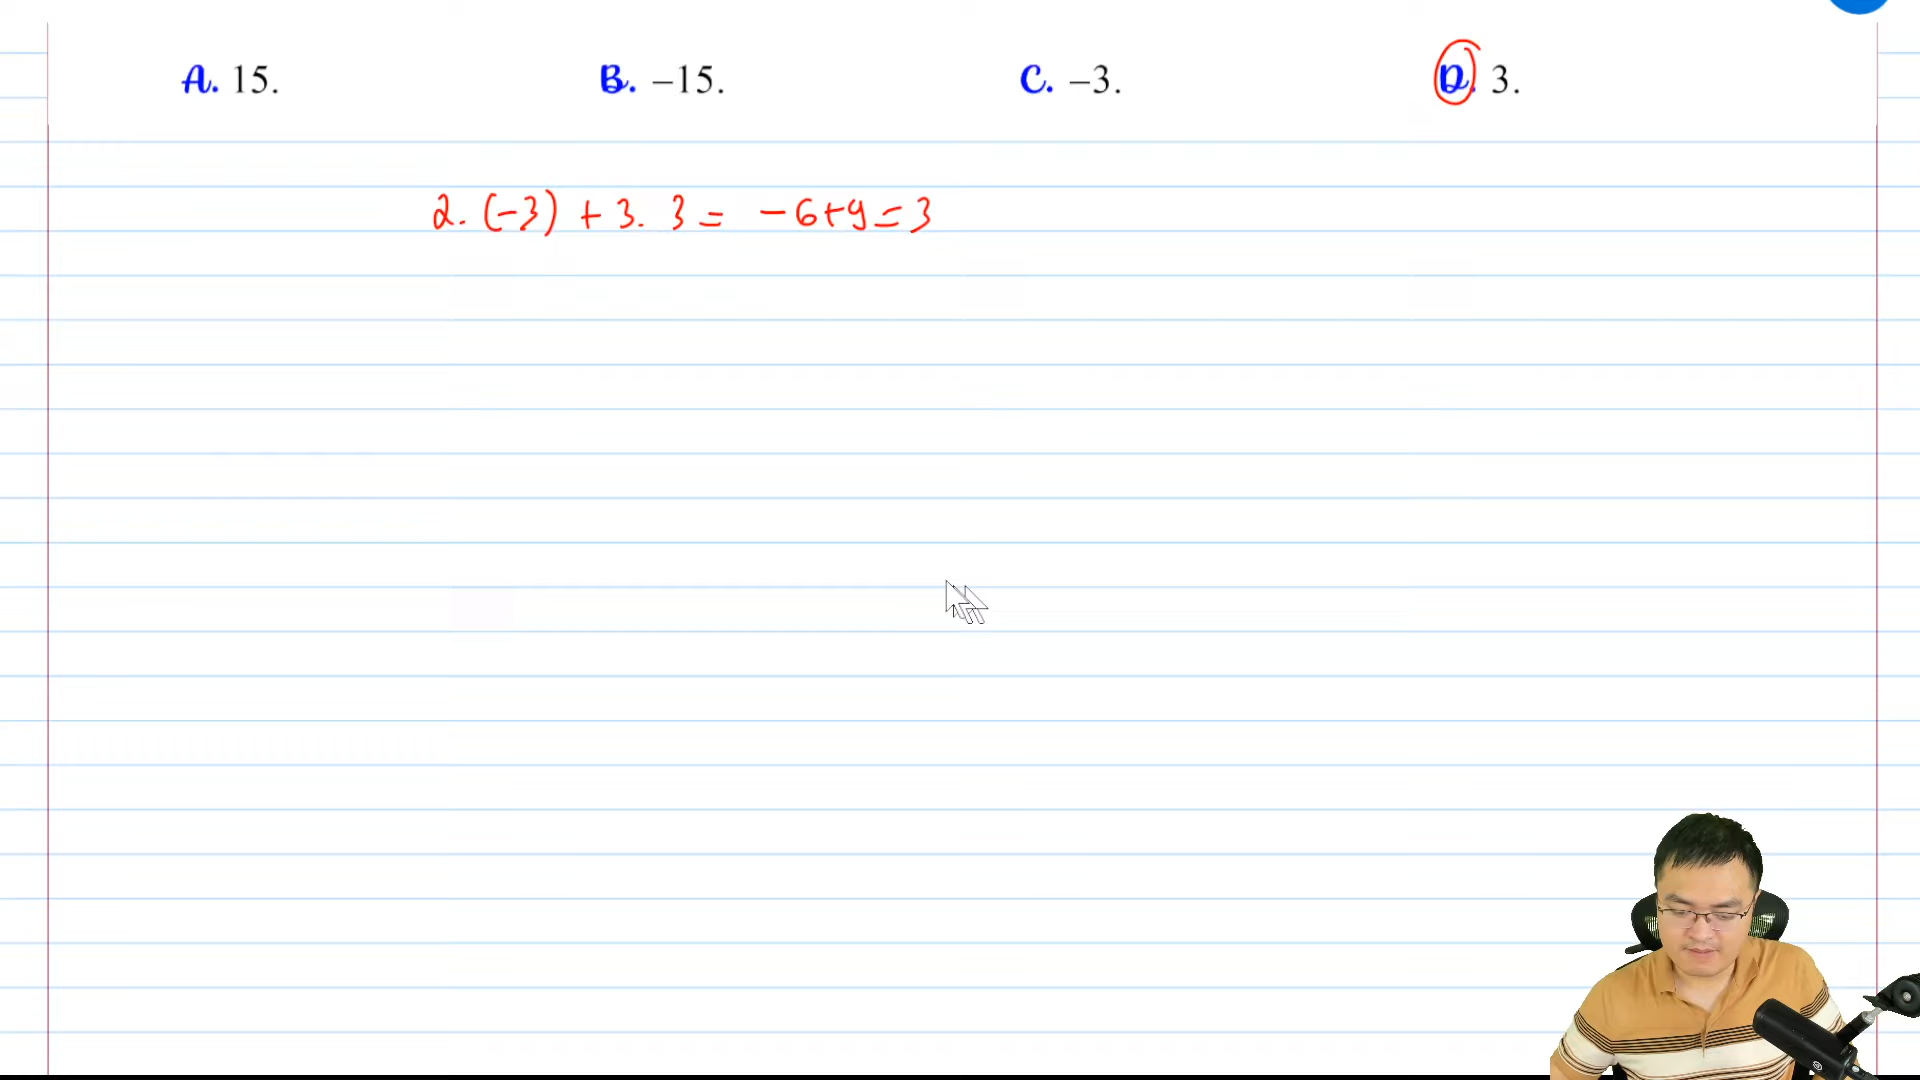 A. 15. B. −15. C. −3. D. 3.
2. (−3) + 3. 3 = −6+9=3